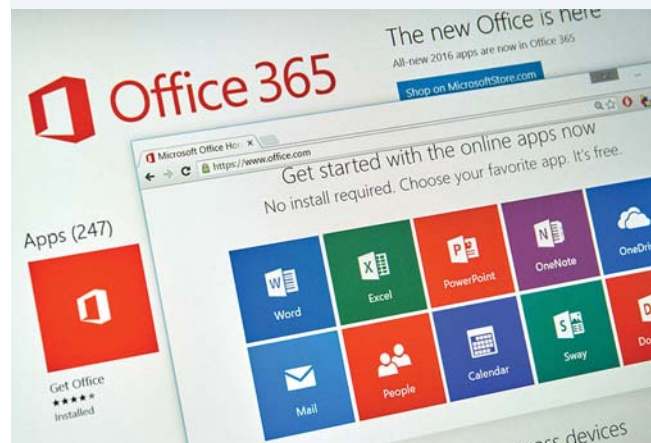 Office 365
The new Office is here
All-new 2016 apps are now in Office 365
Shop on MicrosoftStore.com
Microsoft Office Ho
https://www.office.com
Get started with the online apps now
No install required. Choose your favorite app. It's free.
Apps (247)
Word
Excel
PowerPoint
OneNote
OneDri
Mail
People
Calendar
Sway
Do
Get Office
Installed
devices